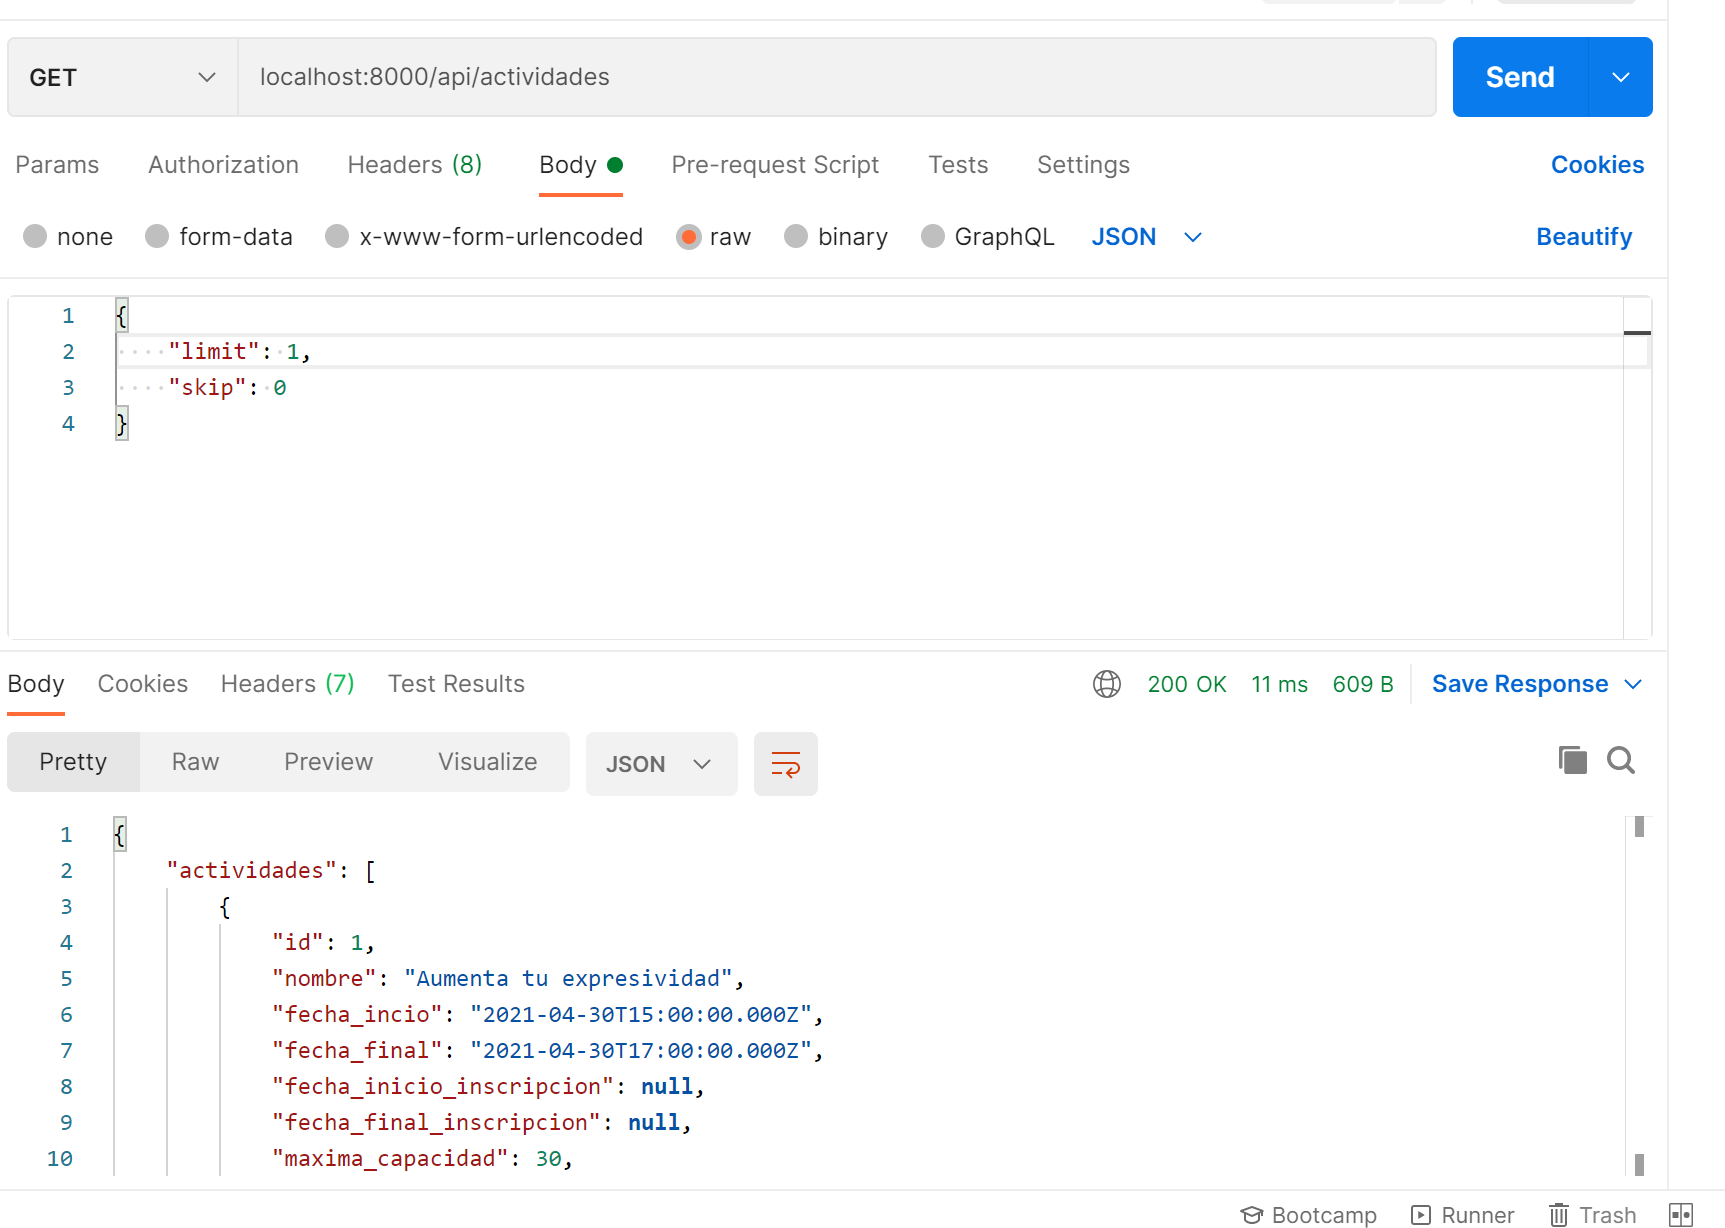 GET localhost:8000/api/actividades Send
Params Authorization Headers (8) Body Pre-request Script Tests Settings Cookies
none form-data x-www-form-urlencoded raw binary GraphQL JSON Beautify
1 {
2 "limit": 1,
3 "skip": 0
4 }
Body Cookies Headers (7) Test Results 200 OK 11 ms 609 B Save Response
Pretty Raw Preview Visualize JSON
1 {
2 "actividades": [
3 {
4 "id": 1,
5 "nombre": "Aumenta tu expresividad",
6 "fecha_incio": "2021-04-30T15:00:00.000Z",
7 "fecha_final": "2021-04-30T17:00:00.000Z",
8 "fecha_inicio_inscripcion": null,
9 "fecha_final_inscripcion": null,
10 "maxima_capacidad": 30,
Bootcamp Runner Trash